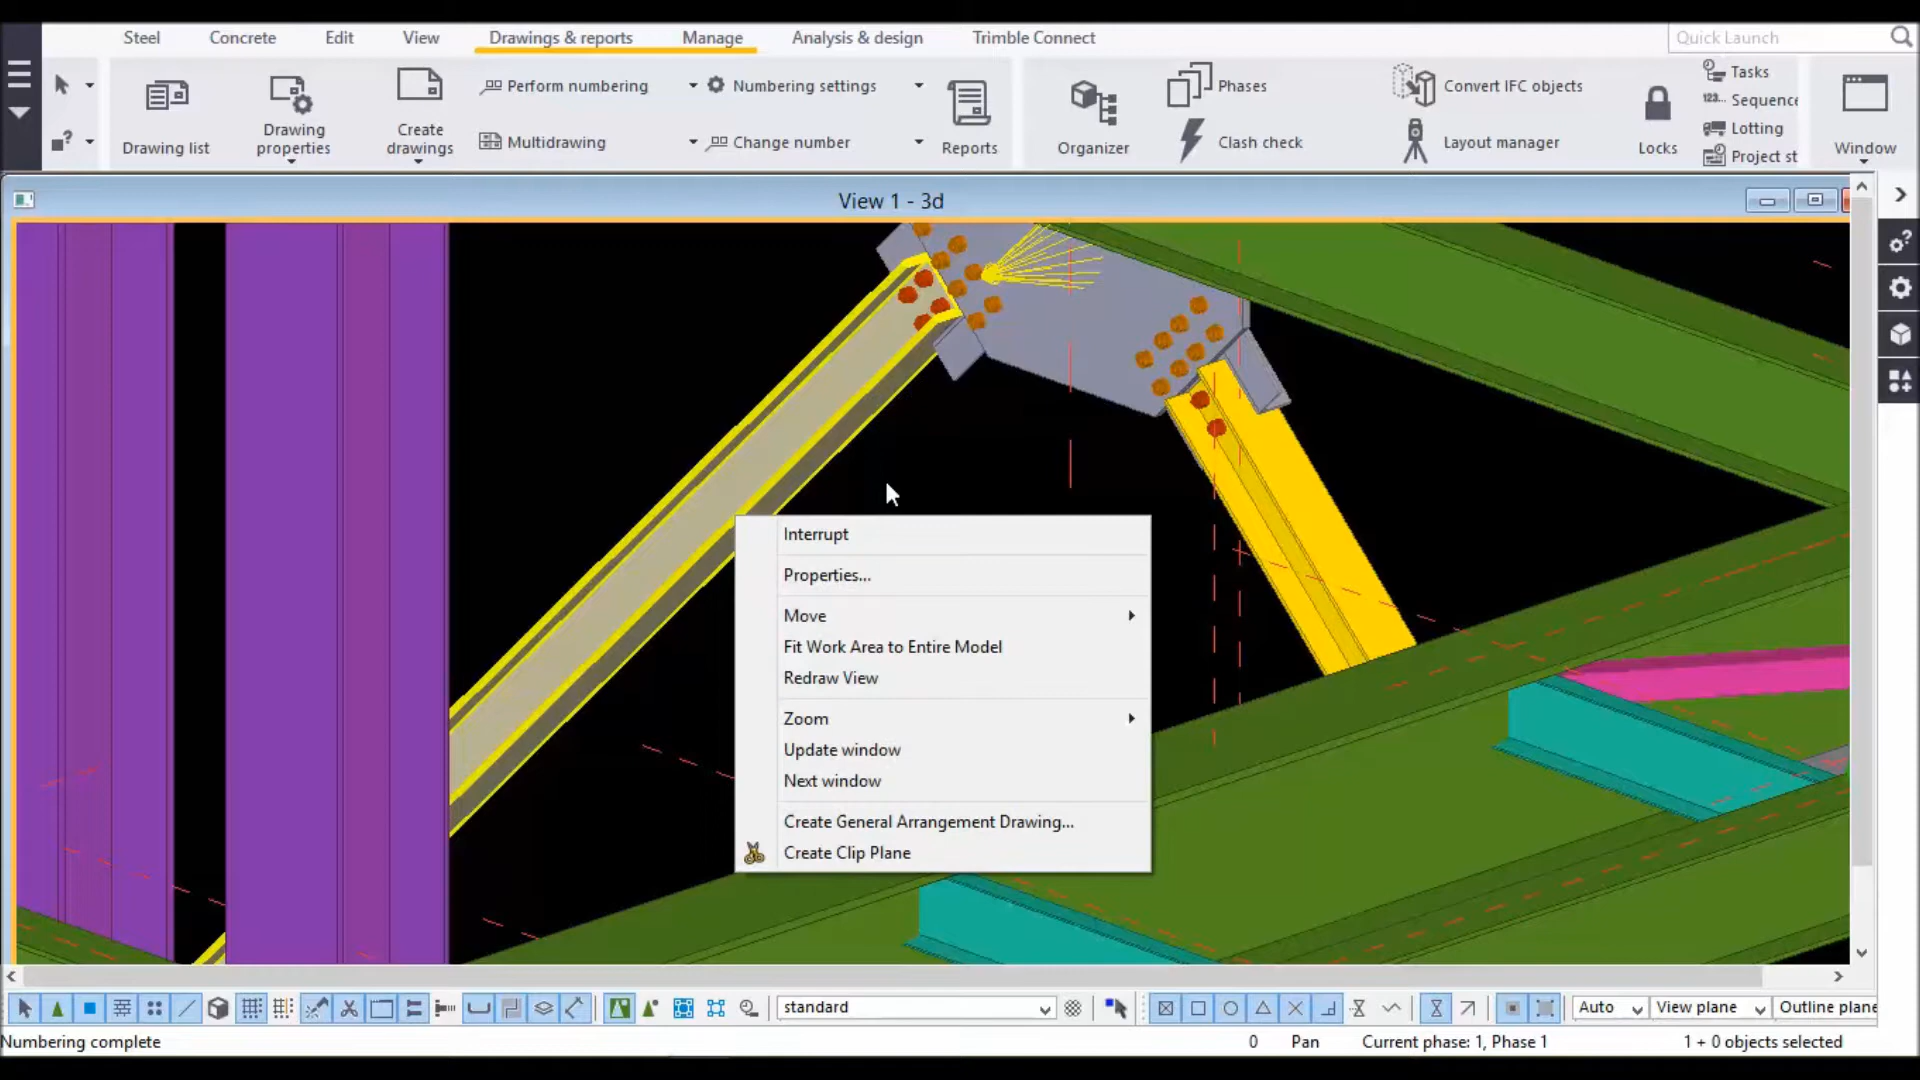 Steel Concrete Edit View Drawings & reports Manage Analysis & design Trimble Connect Quick Launch
Drawing list
Drawing properties
Create drawings
Perform numbering
Multidrawing
Numbering settings
Change number
Reports
Organizer
Phases
Clash check
Convert IFC objects
Layout manager
Locks
Tasks
123... Sequence
Lotting
Project st
Window
View 1 - 3d
Interrupt
Properties...
Move
Fit Work Area to Entire Model
Redraw View
Zoom
Update window
Next window
Create General Arrangement Drawing...
Create Clip Plane
standard Auto View plane Outline plane
Numbering complete 0 Pan Current phase: 1, Phase 1 1 + 0 objects selected